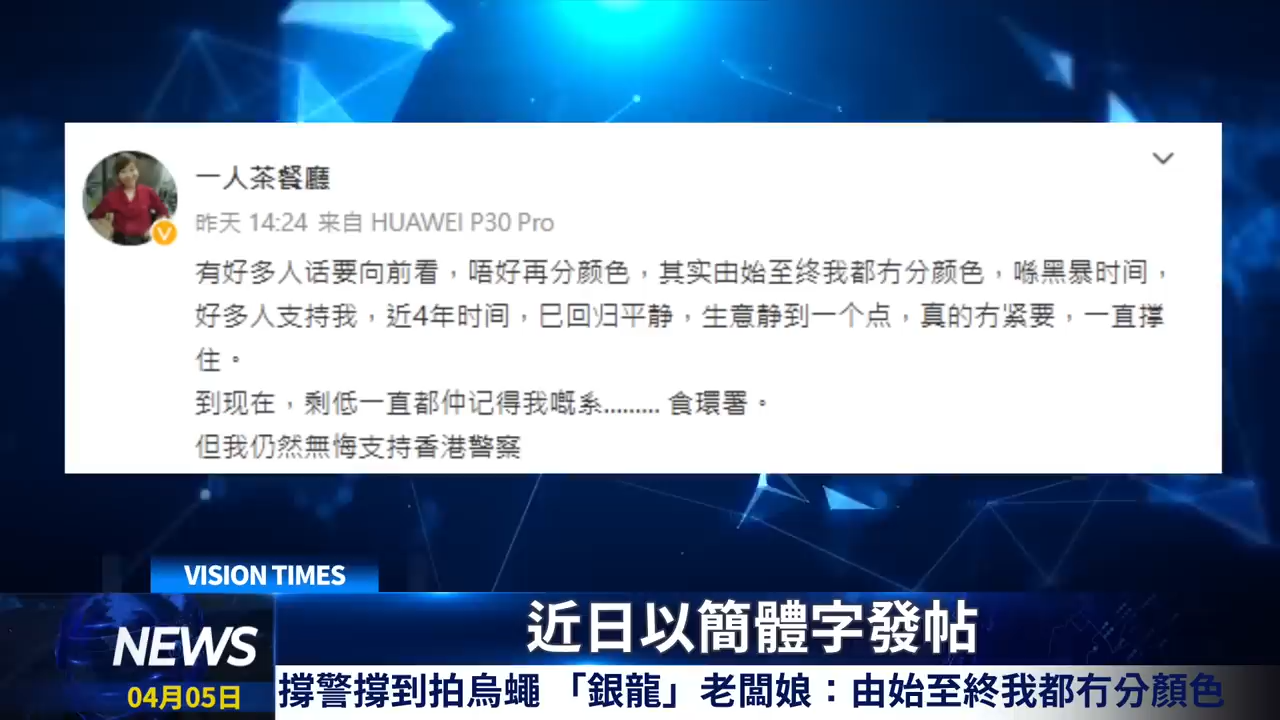 一人茶餐廳
昨天 14:24 来自 HUAWEI P30 Pro
有好多人话要向前看，唔好再分颜色，其实由始至终我都冇分颜色，喺黑暴时间，
好多人支持我，近4年时间，巳回归平静，生意静到一个点，真的冇紧要，一直撑
住。
到现在，剩低一直都仲记得我嘅系......... 食環署。
但我仍然無悔支持香港警察
VISION TIMES
NEWS
近日以簡體字發帖
04月05日
撐警撐到拍烏蠅 「銀龍」老闆娘：由始至終我都冇分顏色